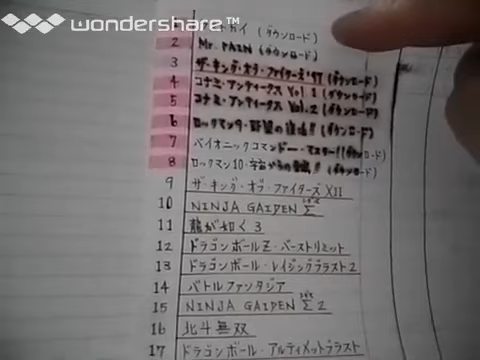 wondershare™
1 ガイ (ダウンロード)
2 Mr. PAIN (ダウンロード)
3 ザ・キング・オブ・ファイターズ'97 (ダウンロード)
4 コナミ・アンティークス Vol. 1 (ダウンロード)
5 コナミ・アンティークス Vol. 2 (ダウンロード)
6 ロックマン9・野望の復活!! (ダウンロード)
7 バイオニックコマンドー・マスター!! (ダウンロード)
8 ロックマン10・宇宙からの脅威!! (ダウンロード)
9 ザ・キング・オブ・ファイターズ XII
10 NINJA GAIDEN Σ
11 龍が如く3
12 ドラゴンボールZ・バーストリミット
13 ドラゴンボール・レイジングブラスト2
14 バトルファンタジア
15 NINJA GAIDEN Σ 2
16 北斗無双
17 ドラゴンボール・アルティメットブラスト